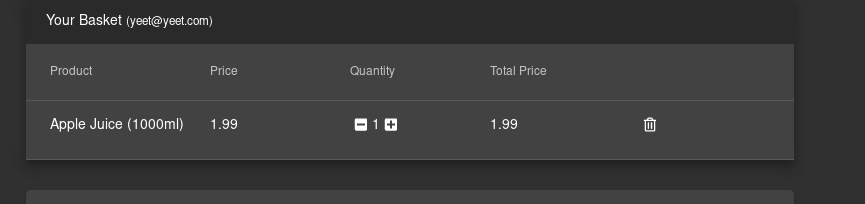 Your Basket (yeet@yeet.com)
Product Price Quantity Total Price
Apple Juice (1000ml) 1.99 1 1.99